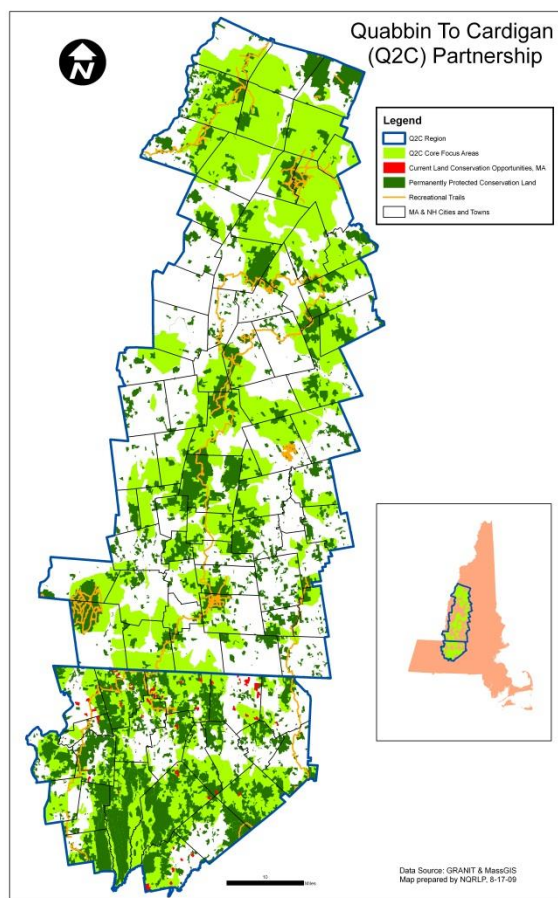 Quabbin To Cardigan
(Q2C) Partnership
N
Legend
Q2C Region
Q2C Core Focus Areas
Current Land Conservation Opportunities, MA
Permanently Protected Conservation Land
Recreational Trails
MA & NH Cities and Towns
10
Miles
Data Source: GRANIT & MassGIS
Map prepared by NQRLP, 8-17-09